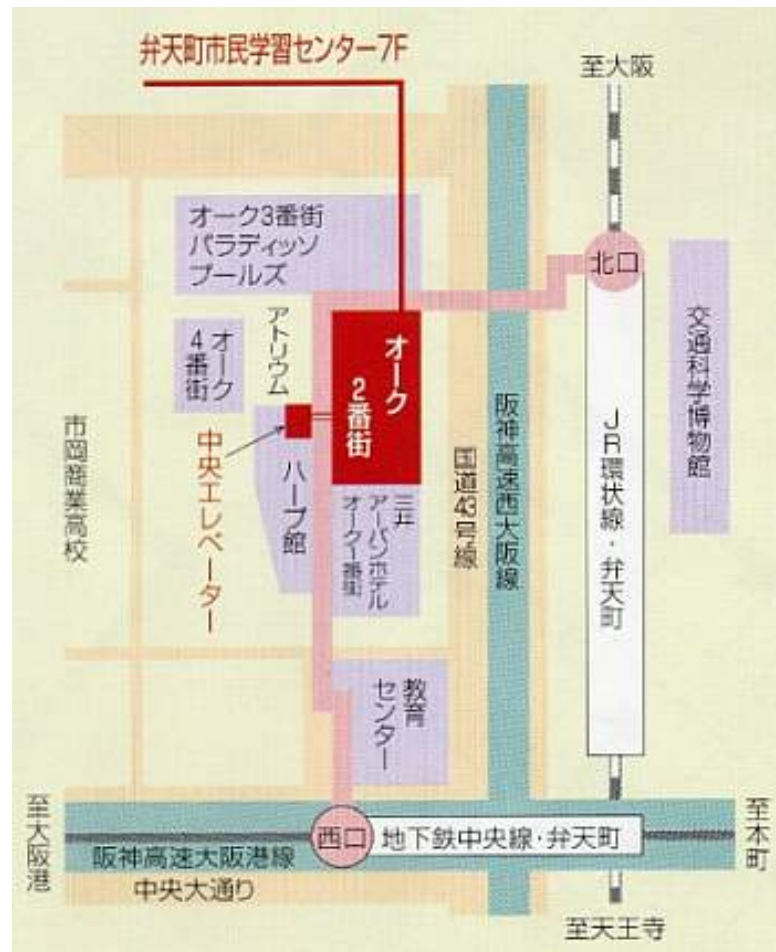 弁天町市民学習センター7F
至大阪
オーク3番街
パラディッソ
プールズ
北口
アトリウム
オーク
4番街
オーク
2番街
交通科学博物館
市岡商業高校
中央エレベーター
ハーブ館
三井
アーバンホテル
オーク1番街
国道43号線
阪神高速西大阪線
JR環状線・弁天町
教育
センター
至大阪港
西口
地下鉄中央線・弁天町
至本町
阪神高速大阪港線
中央大通り
至天王寺